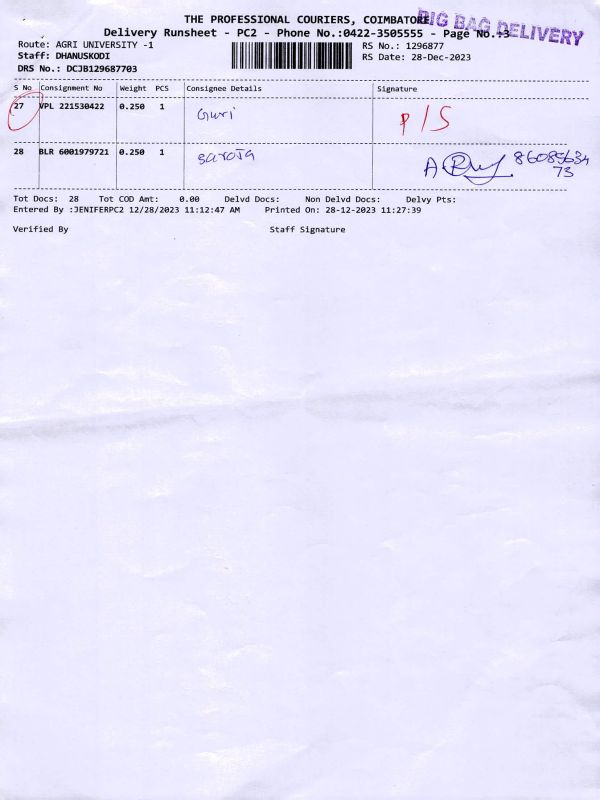 THE PROFESSIONAL COURIERS, COIMBATORE
BIG BAG DELIVERY
Delivery Runsheet - PC2 - Phone No.:0422-3505555 - Page No.:3
Route: AGRI UNIVERSITY -1
RS No.: 1296877
Staff: DHANUSKODI
RS Date: 28-Dec-2023
DRS No.: DCJB129687703
S No Consignment No Weight PCS Consignee Details Signature
27 VPL 221530422 0.250 1 Guri P/S
28 BLR 6001979721 0.250 1 saroja 86085634
73
Tot Docs: 28 Tot COD Amt: 0.00 Delvd Docs: Non Delvd Docs: Delvy Pts:
Entered By :JENIFERPC2 12/28/2023 11:12:47 AM Printed On: 28-12-2023 11:27:39
Verified By Staff Signature